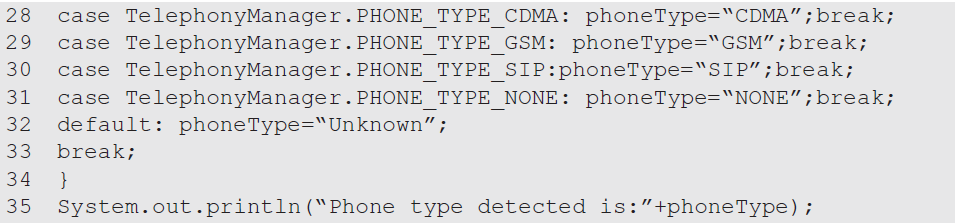 28 case TelephonyManager.PHONE_TYPE_CDMA: phoneType=“CDMA”;break;
29 case TelephonyManager.PHONE_TYPE_GSM: phoneType=“GSM”;break;
30 case TelephonyManager.PHONE_TYPE_SIP:phoneType=“SIP”;break;
31 case TelephonyManager.PHONE_TYPE_NONE: phoneType=“NONE”;break;
32 default: phoneType=“Unknown”;
33 break;
34 }
35 System.out.println(“Phone type detected is:”+phoneType);